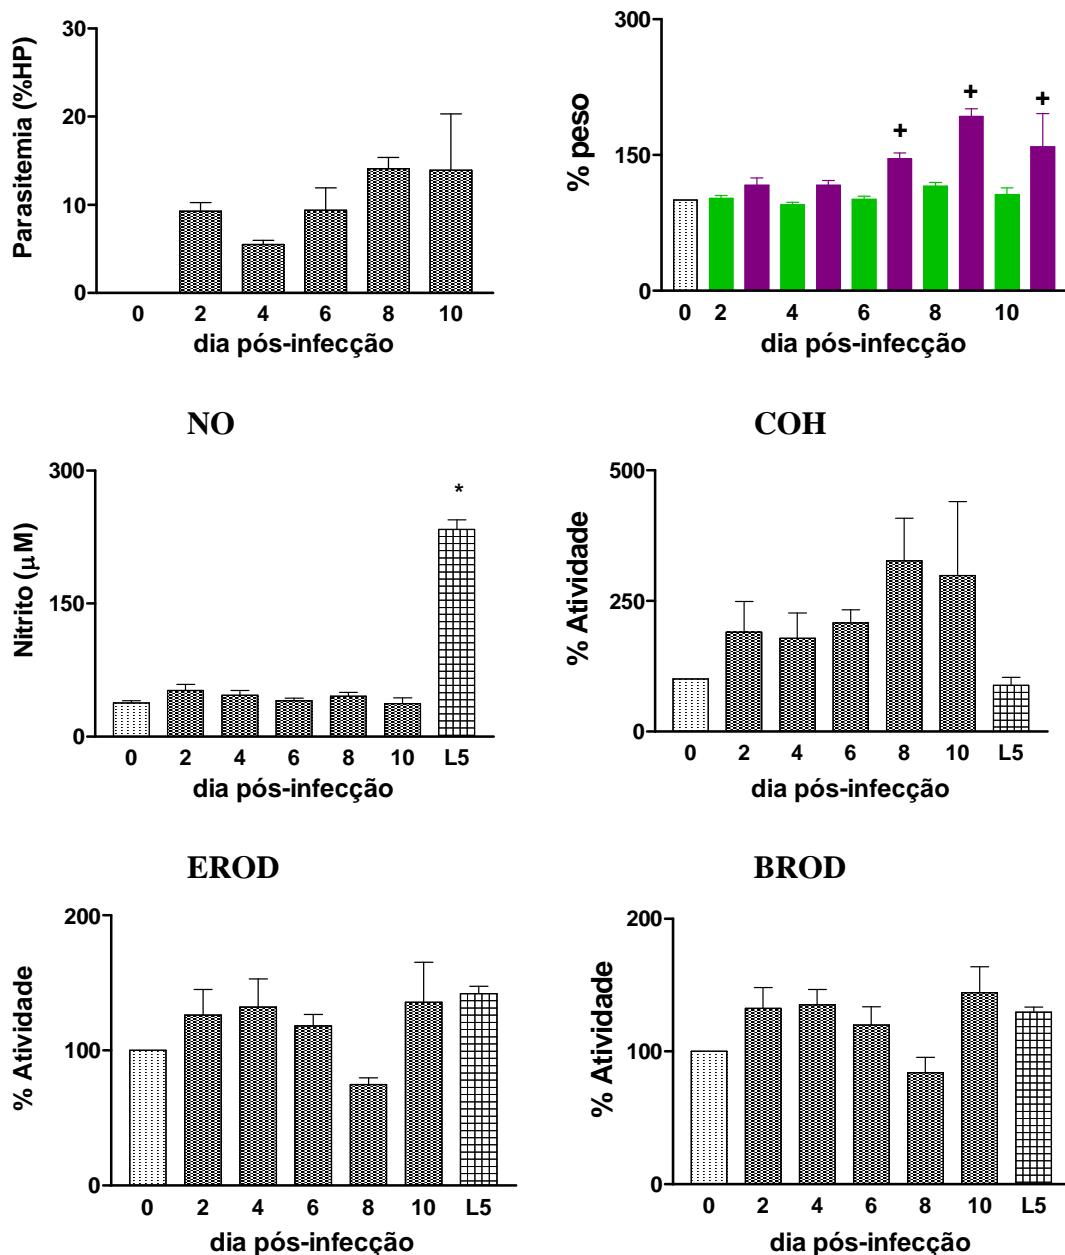 Parasitemia (%HP)
30
20
10
0
0 2 4 6 8 10
dia pós-infecção
% peso
300
150
0
+ + +
0 2 4 6 8 10
dia pós-infecção
NO
Nitrito (μM)
300
150
0
*
0 2 4 6 8 10 L5
dia pós-infecção
COH
% Atividade
500
250
0
0 2 4 6 8 10 L5
dia pós-infecção
EROD
% Atividade
200
100
0
0 2 4 6 8 10 L5
dia pós-infecção
BROD
% Atividade
200
100
0
0 2 4 6 8 10 L5
dia pós-infecção